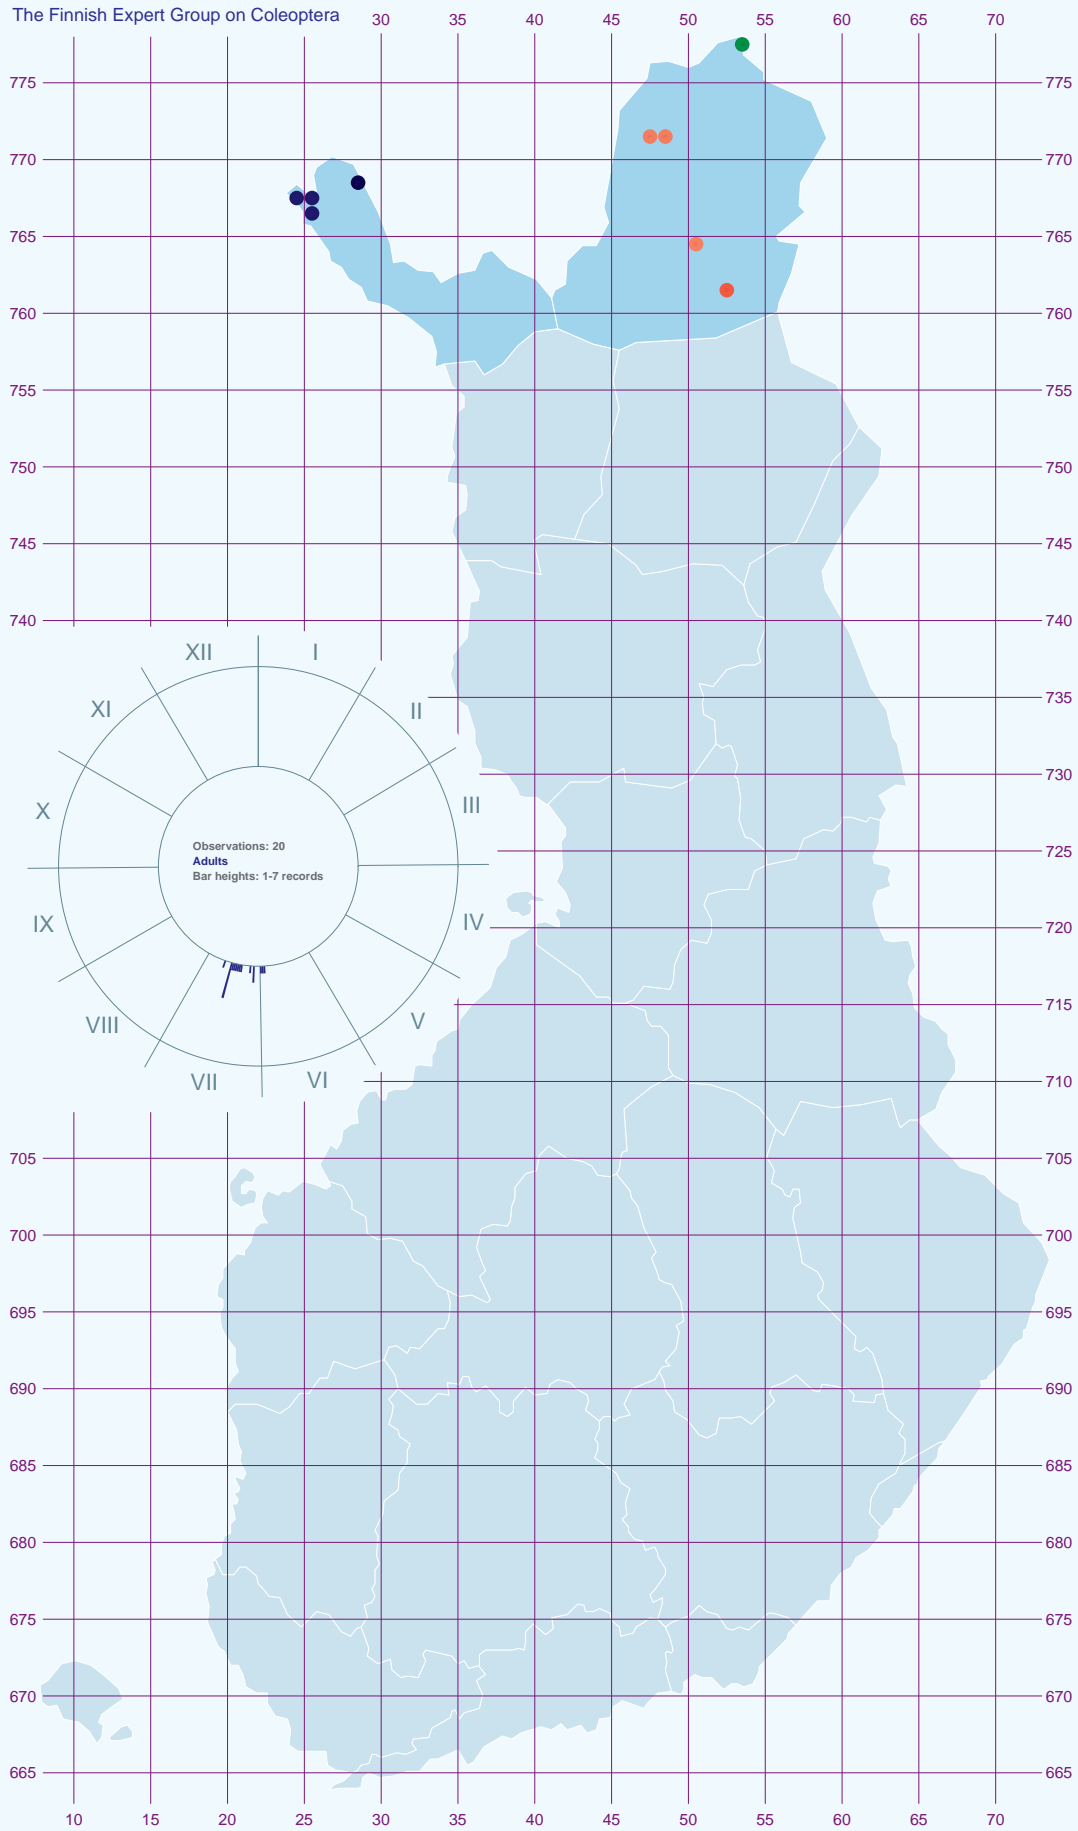 The Finnish Expert Group on Coleoptera
30 35 40 45 50 55 60 65 70
775 775
770 770
765 765
760 760
755 755
750 750
745 745
740 740
XII I
XI II
735
730
X III
725
Observations: 20
Adults
Bar heights: 1-7 records
IX IV
720
VIII V
715
VII VI
710
705 705
700 700
695 695
690 690
685 685
680 680
675 675
670 670
665 665
10 15 20 25 30 35 40 45 50 55 60 65 70